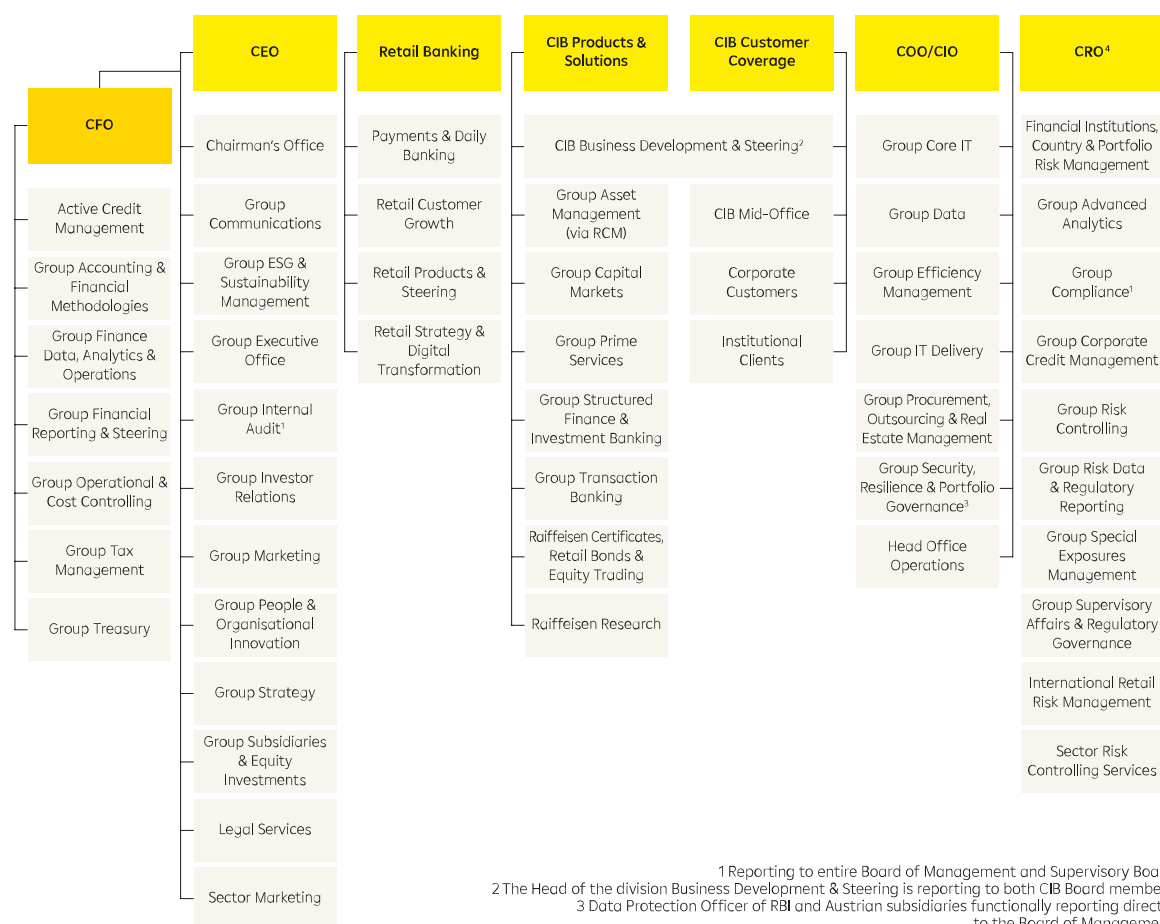 CEO
Retail Banking
CIB Products &
Solutions
CIB Customer
Coverage
COO/CIO
CRO⁴
CFO
Active Credit
Management
Group Accounting &
Financial
Methodologies
Group Finance
Data, Analytics &
Operations
Group Financial
Reporting & Steering
Group Operational &
Cost Controlling
Group Tax
Management
Group Treasury
Chairman's Office
Group
Communications
Group ESG &
Sustainability
Management
Group Executive
Office
Group Internal
Audit¹
Group Investor
Relations
Group Marketing
Group People &
Organisational
Innovation
Group Strategy
Group Subsidiaries
& Equity
Investments
Legal Services
Sector Marketing
Payments & Daily
Banking
Retail Customer
Growth
Retail Products &
Steering
Retail Strategy &
Digital
Transformation
CIB Business Development & Steering²
Group Asset
Management
(via RCM)
Group Capital
Markets
Group Prime
Services
Group Structured
Finance &
Investment Banking
Group Transaction
Banking
Raiffeisen Certificates,
Retail Bonds &
Equity Trading
Raiffeisen Research
CIB Mid-Office
Corporate
Customers
Institutional
Clients
Group Core IT
Group Data
Group Efficiency
Management
Group IT Delivery
Group Procurement,
Outsourcing & Real
Estate Management
Group Security,
Resilience & Portfolio
Governance³
Head Office
Operations
Financial Institutions,
Country & Portfolio
Risk Management
Group Advanced
Analytics
Group
Compliance¹
Group Corporate
Credit Management
Group Risk
Controlling
Group Risk Data
& Regulatory
Reporting
Group Special
Exposures
Management
Group Supervisory
Affairs & Regulatory
Governance
International Retail
Risk Management
Sector Risk
Controlling Services
1 Reporting to entire Board of Management and Supervisory
2 The Head of the division Business Development & Steering is reporting to both CIB Board
3 Data Protection Officer of RBI and Austrian subsidiaries functionally reporting
to the Board of